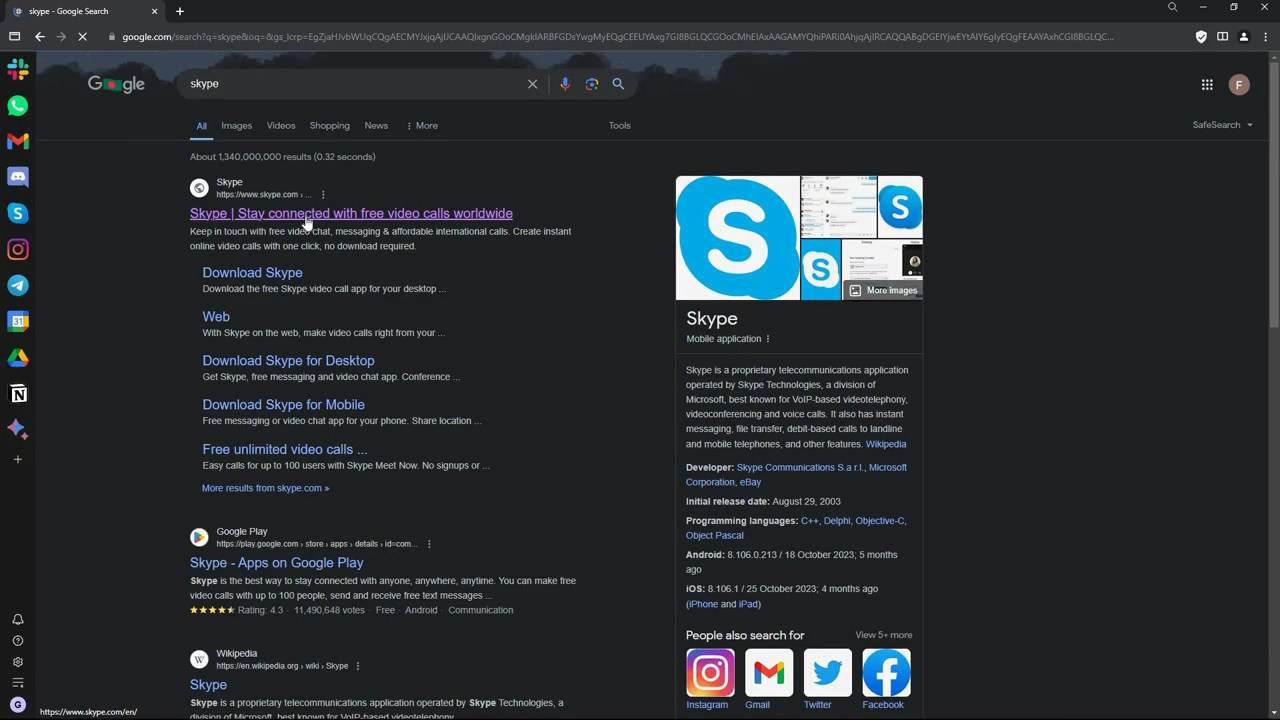 skype - Google Search
google.com/search?q=skype&oq=&gs_lcrp=
Google
skype
F
All
Images
Videos
Shopping
News
More
Tools
SafeSearch
About 1,340,000,000 results (0.32 seconds)
Skype
https://www.skype.com › ...
Skype | Stay connected with free video calls worldwide
Keep in touch with free video chat, messaging & affordable international calls. Create instant
online video calls with one click, no download required.
Download Skype
Download the free Skype video call app for your desktop ...
Web
With Skype on the web, make video calls right from your ...
Download Skype for Desktop
Get Skype, free messaging and video chat app. Conference ...
Download Skype for Mobile
Free messaging or video chat app for your phone. Share location ...
Free unlimited video calls ...
Easy calls for up to 100 users with Skype Meet Now. No signups or ...
More results from skype.com »
Google Play
https://play.google.com › store › apps › details › id=com...
Skype - Apps on Google Play
Skype is the best way to stay connected with anyone, anywhere, anytime. You can make free
video calls with up to 100 people, send and receive free text messages ...
Rating: 4.3 · 11,490,648 votes · Free · Android · Communication
W
Wikipedia
https://en.wikipedia.org › wiki › Skype
Skype
Skype is a proprietary telecommunications application operated by Skype Technologies, a
division of Microsoft, best known for VoIP-based videotelephony,
More images
Skype
Mobile application
Skype is a proprietary telecommunications application
operated by Skype Technologies, a division of
Microsoft, best known for VoIP-based videotelephony,
videoconferencing and voice calls. It also has instant
messaging, file transfer, debit-based calls to landline
and mobile telephones, and other features. Wikipedia
Developer: Skype Communications S.a r.l., Microsoft
Corporation, eBay
Initial release date: August 29, 2003
Programming languages: C++, Delphi, Objective-C,
Object Pascal
Android: 8.106.0.213 / 18 October 2023; 5 months
ago
iOS: 8.106.1 / 25 October 2023; 4 months ago
(iPhone and iPad)
People also search for
View 5+ more
Instagram
Gmail
Twitter
Facebook
31
G
https://www.skype.com/en/